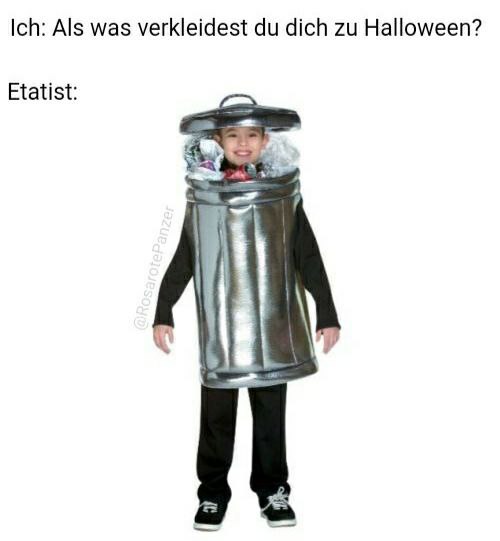 Ich: Als was verkleidest du dich zu Halloween?
Etatist:
@RosarotePanzer